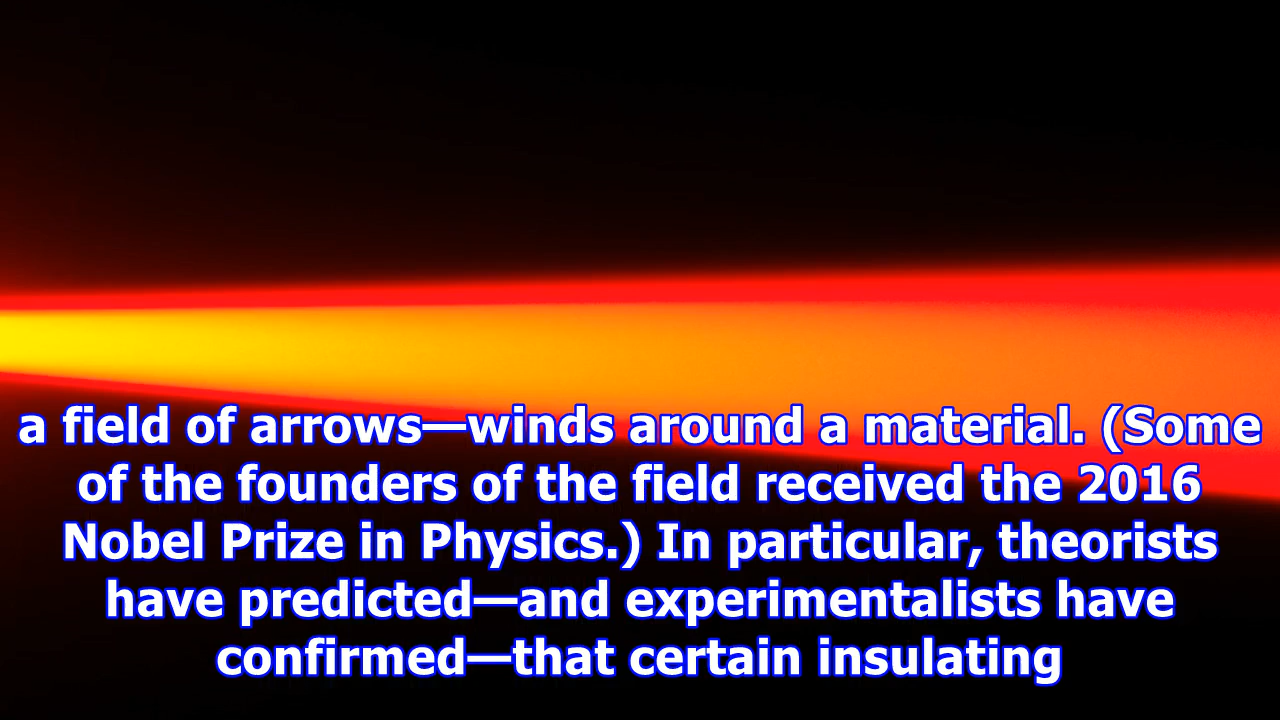 a field of arrows—winds around a material. (Some
of the founders of the field received the 2016
Nobel Prize in Physics.) In particular, theorists
have predicted—and experimentalists have
confirmed—that certain insulating